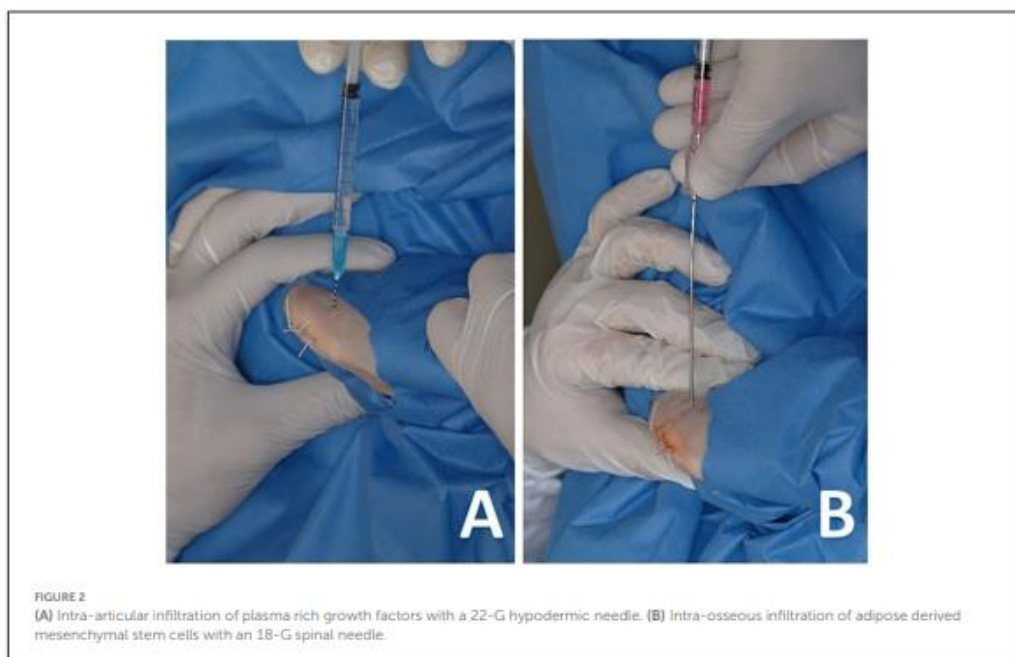 A
B
FIGURE 2
(A) Intra-articular infiltration of plasma rich growth factors with a 22-G hypodermic needle. (B) Intra-osseous infiltration of adipose derived
mesenchymal stem cells with an 18-G spinal needle.